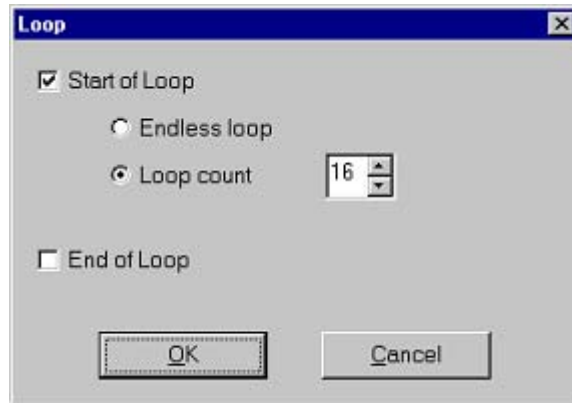 Loop
Start of Loop
Endless loop
Loop count 16
End of Loop
OK Cancel